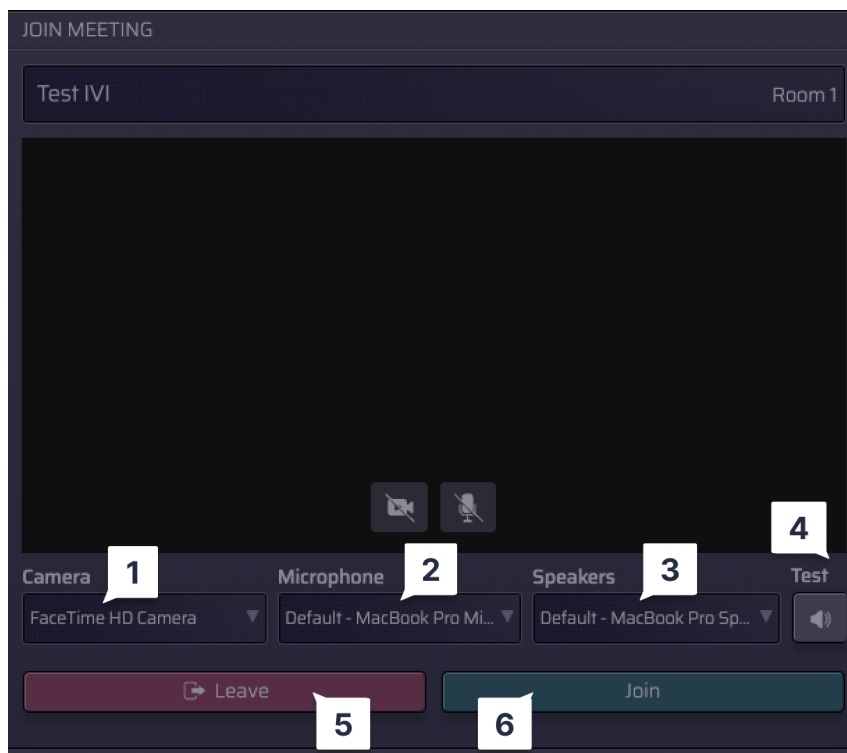 JOIN MEETING
Test IVI Room 1
4
Camera 1 Microphone 2 Speakers 3 Test
FaceTime HD Camera Default - MacBook Pro Mi... Default - MacBook Pro Sp...
Leave Join
5 6